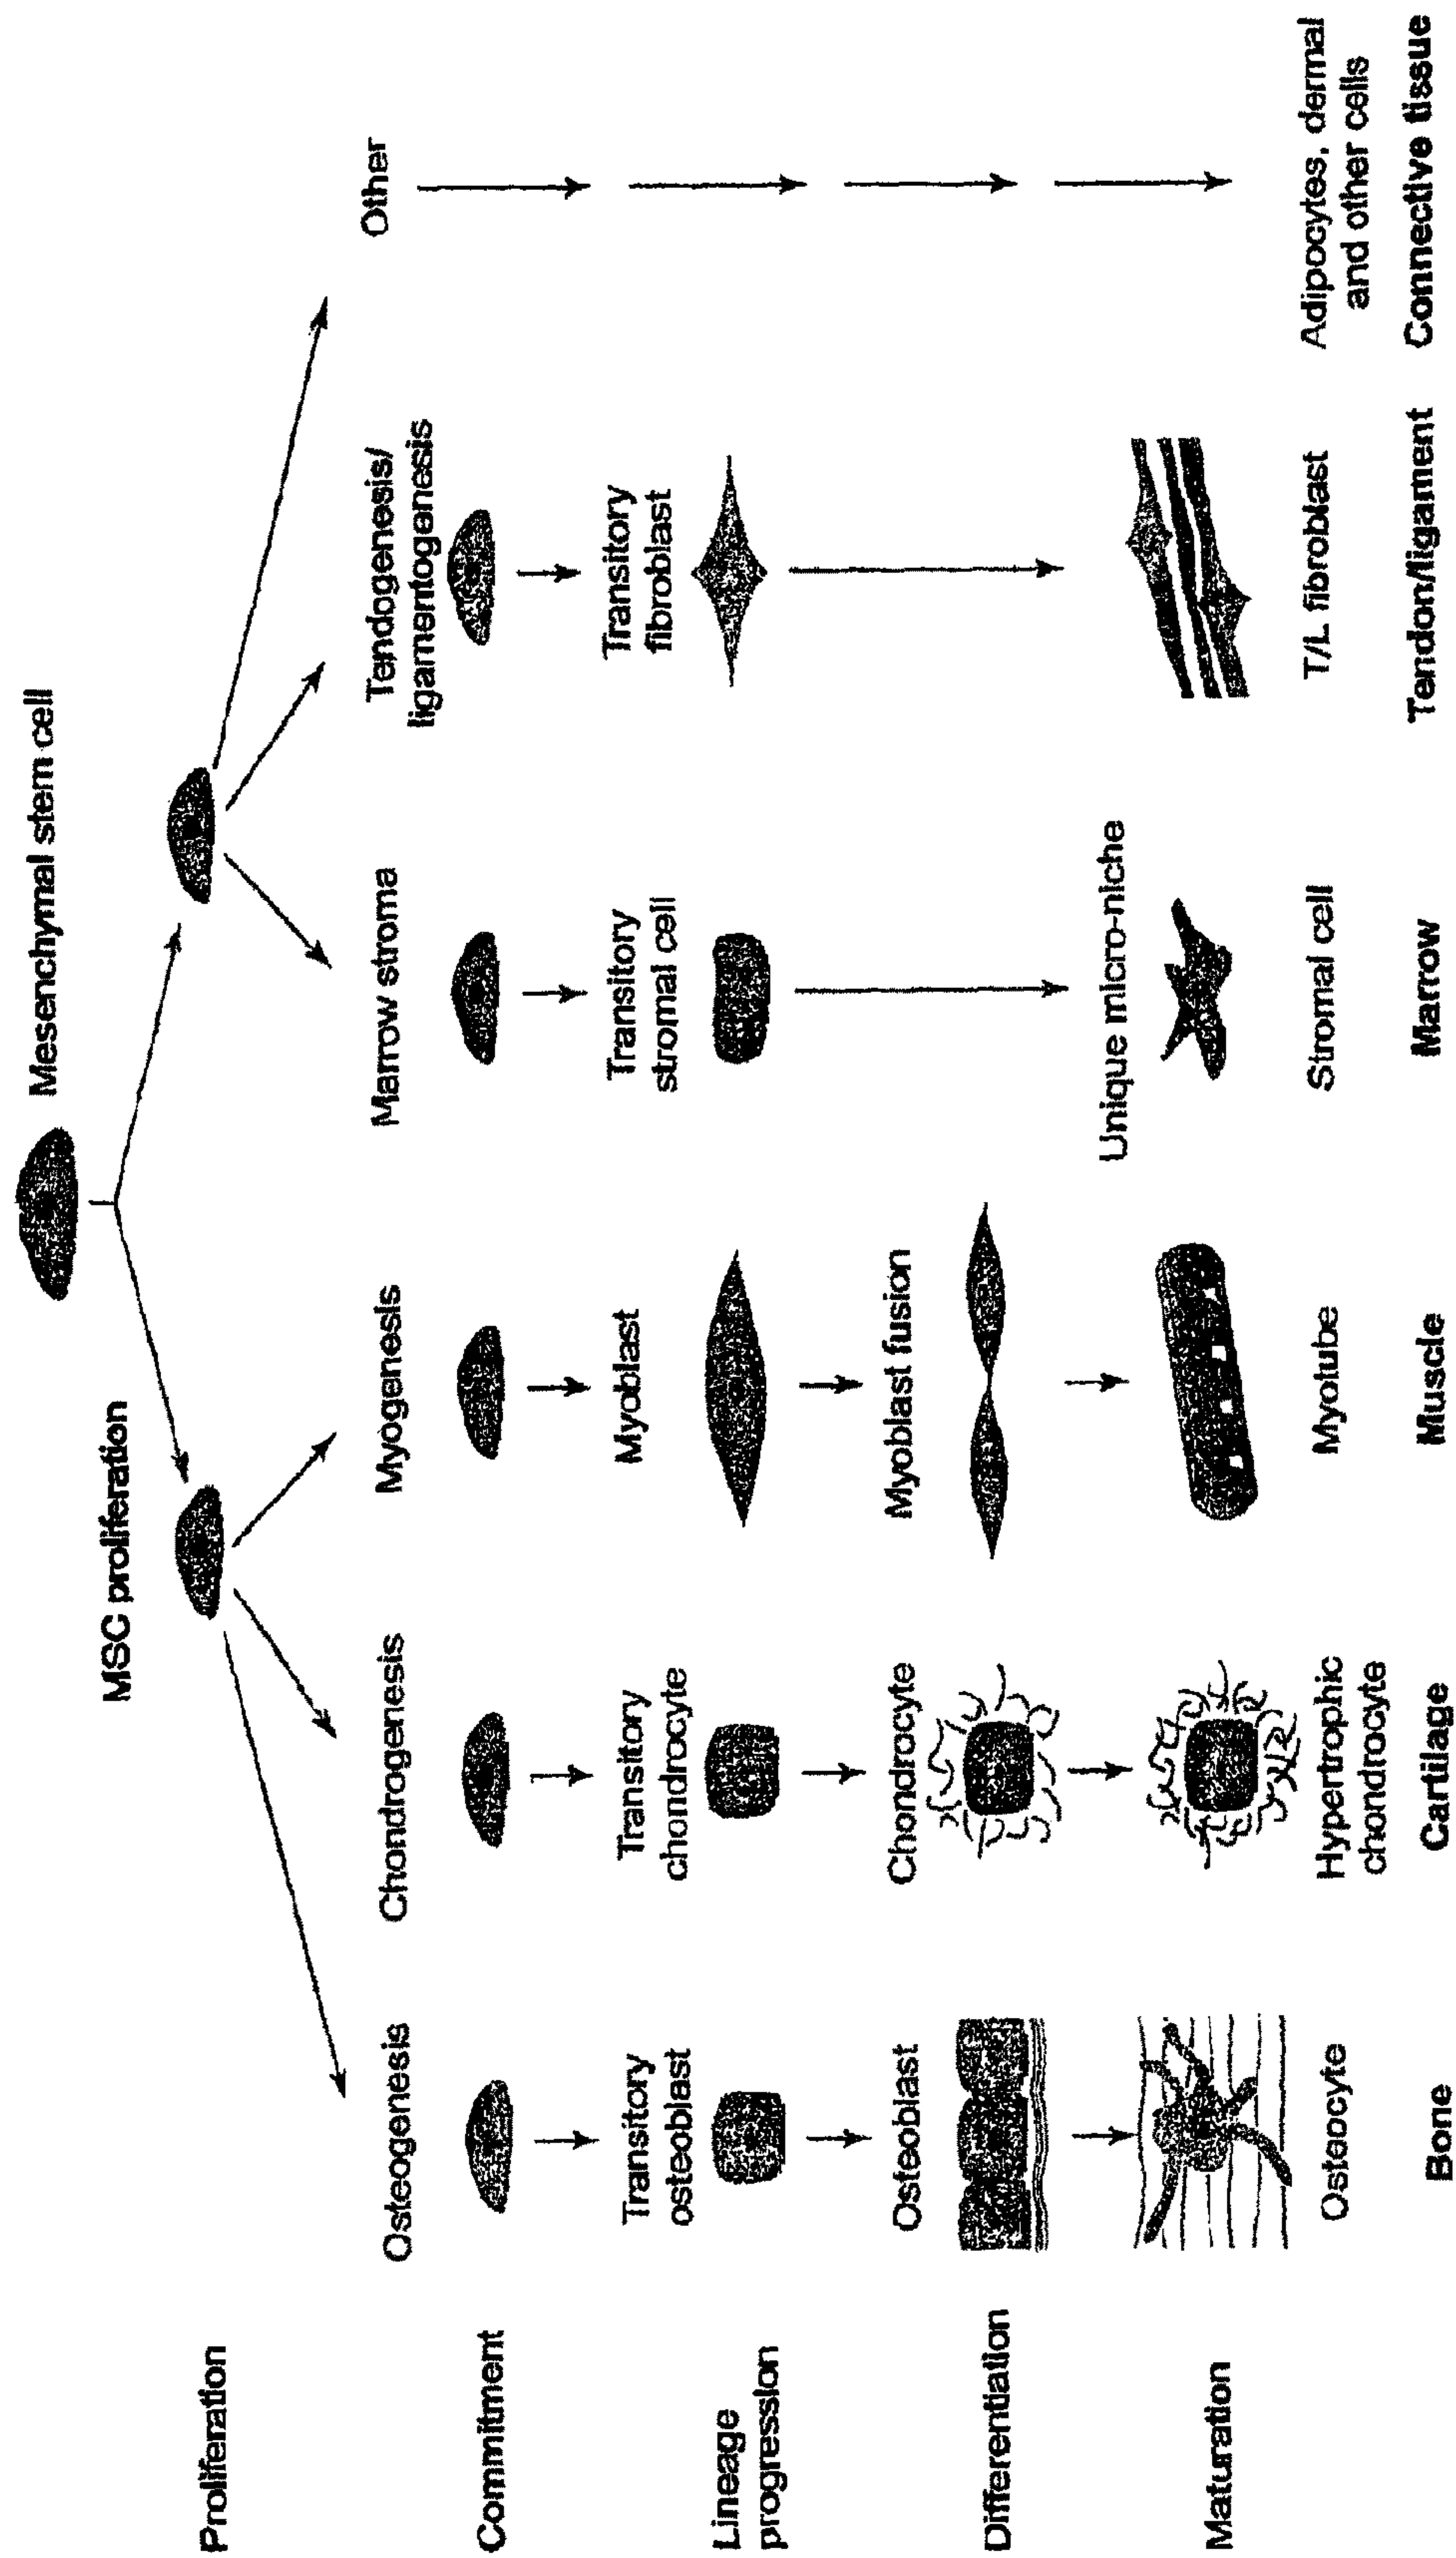 Mesenchymal stem cell
MSC proliferation
Proliferation
Osteogenesis
Chondrogenesis
Myogenesis
Marrow stroma
Tendogenesis/
ligamentogenesis
Other
Commitment
Transitory
osteoblast
Transitory
chondrocyte
Myoblast
Transitory
stromal cell
Transitory
fibroblast
Lineage
progression
Osteoblast
Chondrocyte
Myoblast fusion
Differentiation
Unique micro-niche
Maturation
Osteocyte
Hypertrophic
chondrocyte
Myotube
Stromal cell
T/L fibroblast
Adipocytes, dermal
and other cells
Bone
Cartilage
Muscle
Marrow
Tendon/ligament
Connective tissue